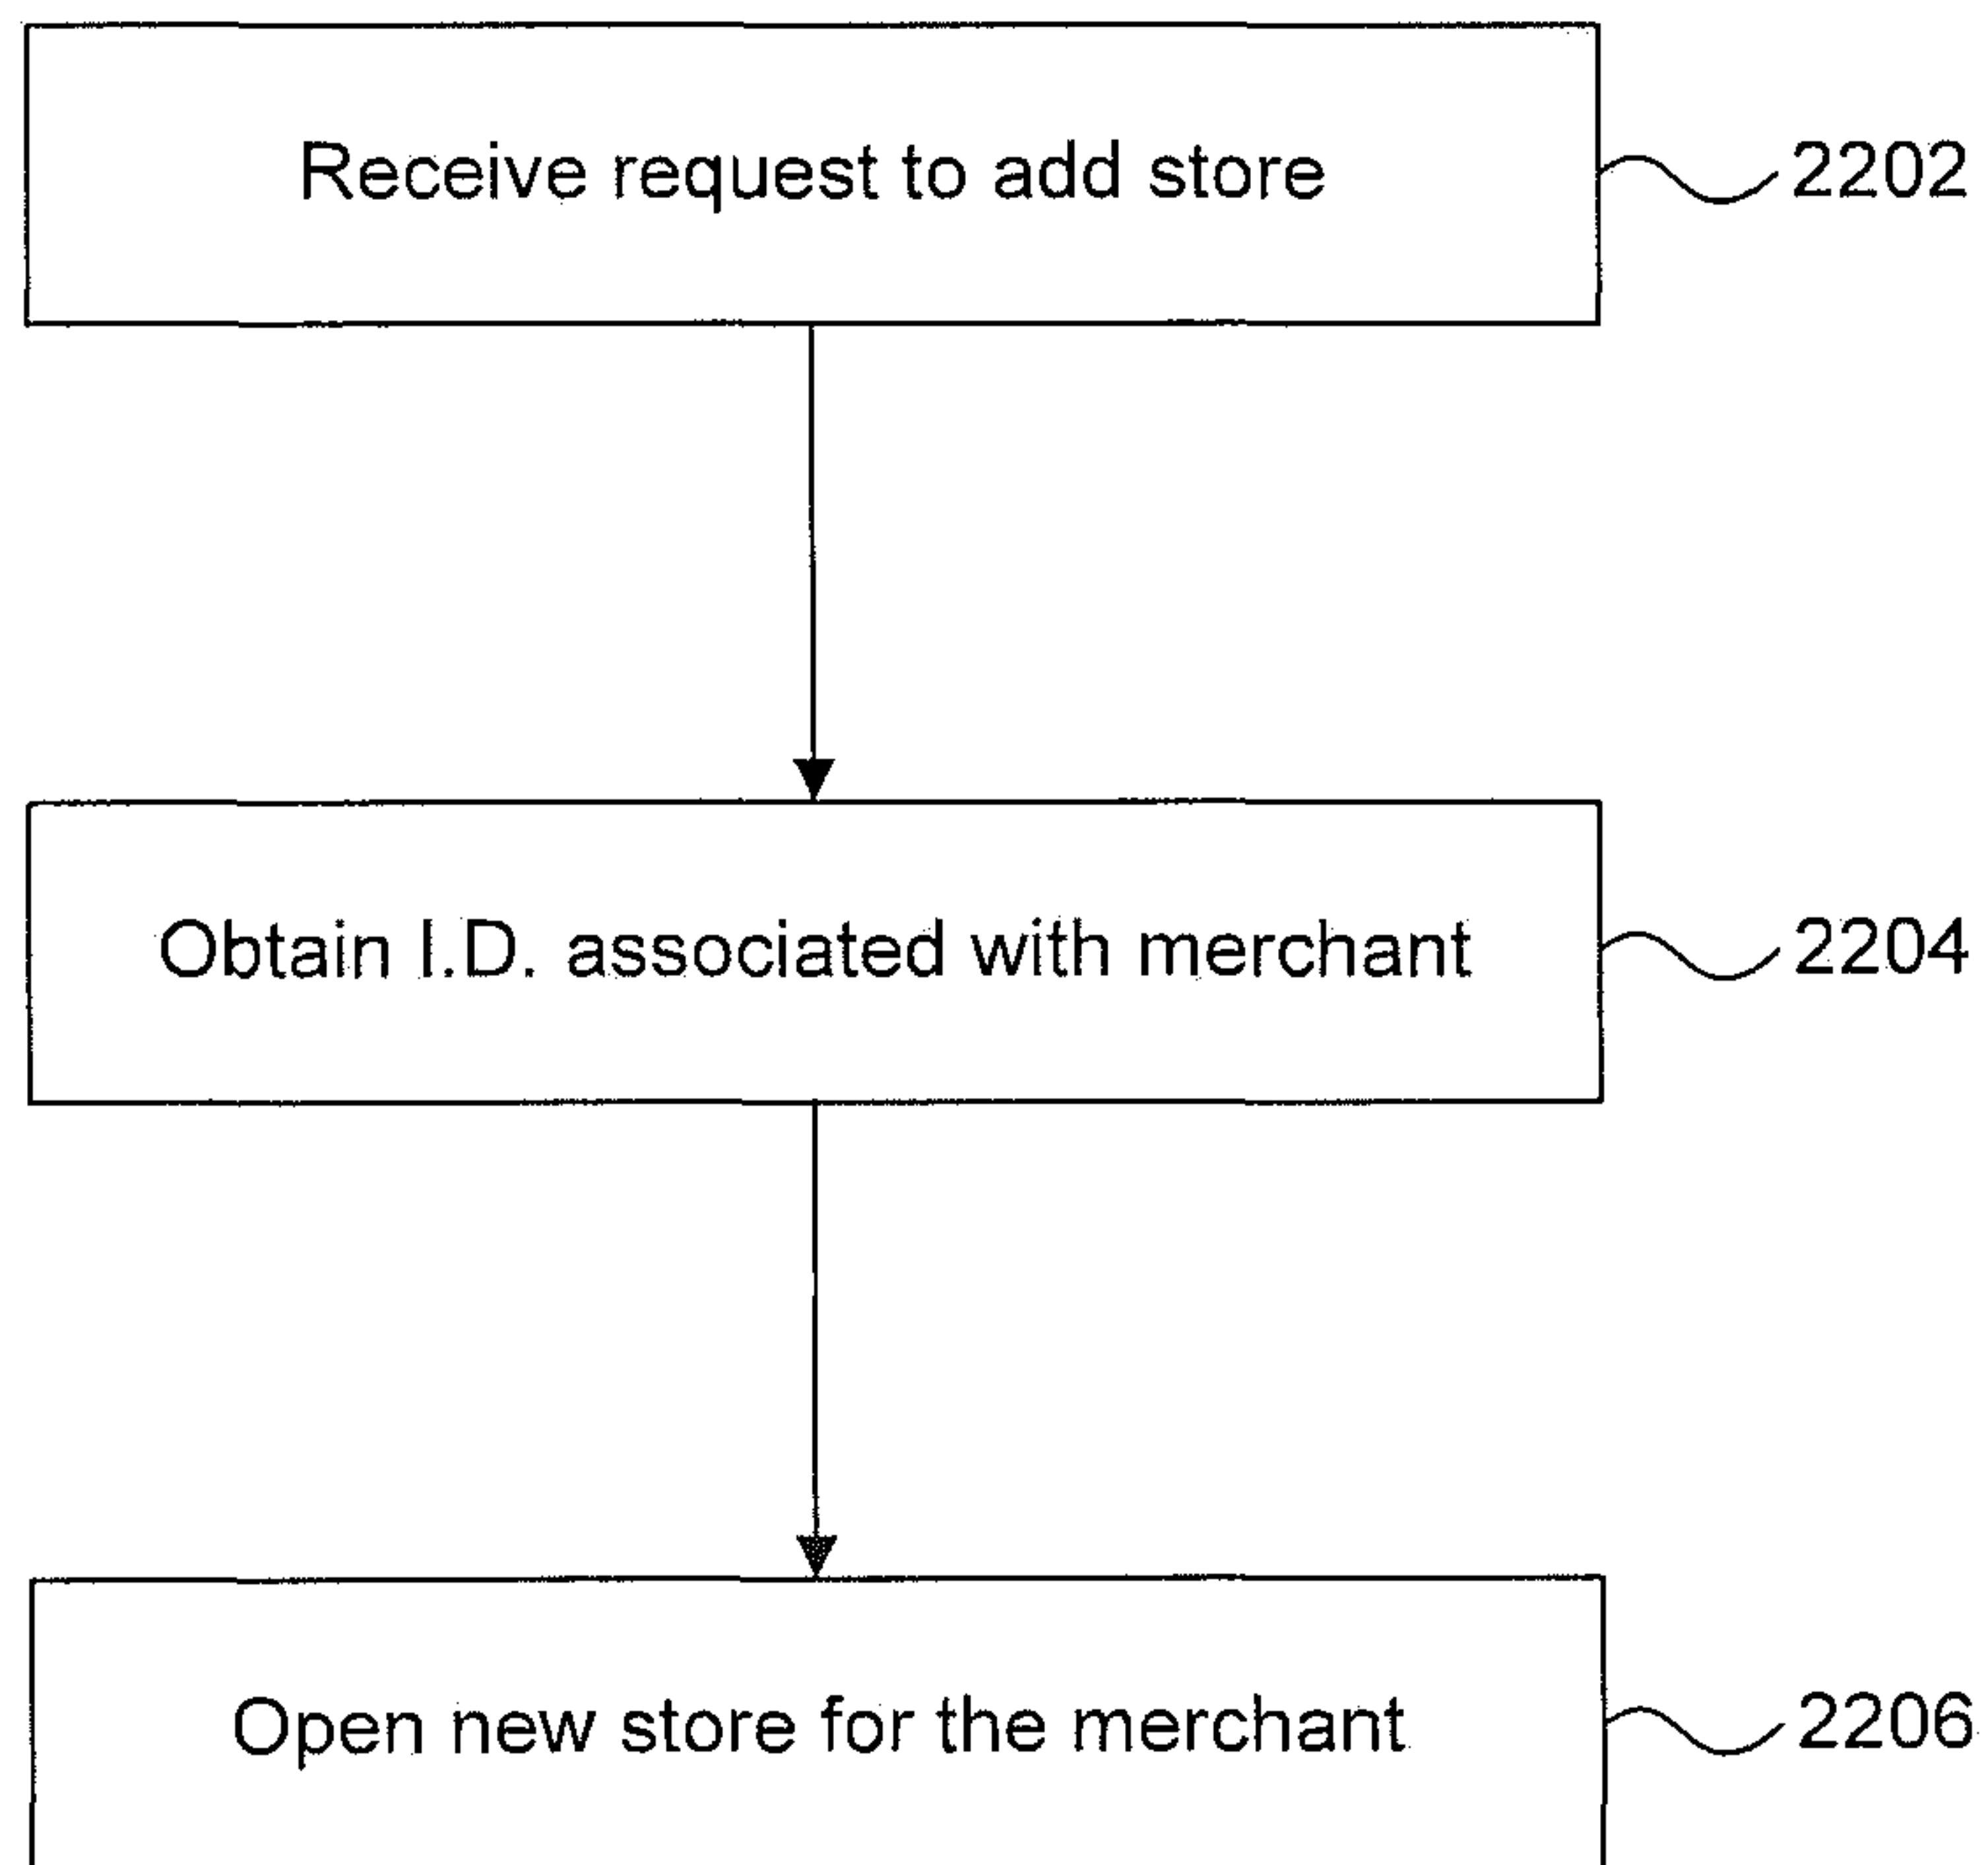 Receive request to add store
2202
Obtain I.D. associated with merchant
2204
Open new store for the merchant
2206